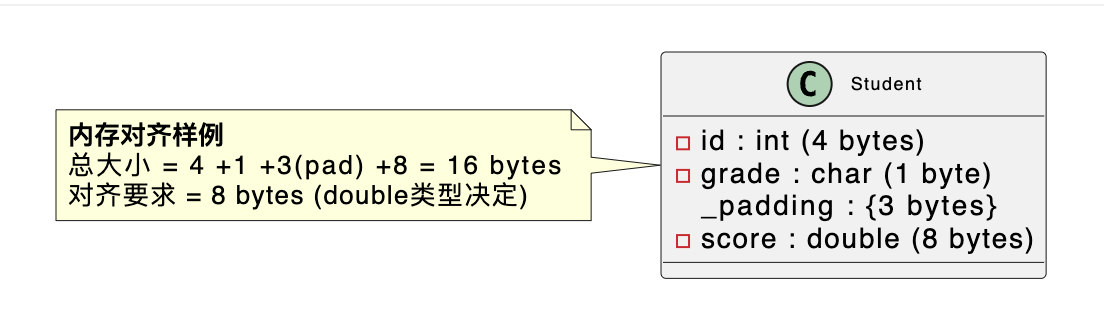 内存对齐样例
总大小 = 4 +1 +3(pad) +8 = 16 bytes
对齐要求 = 8 bytes (double类型决定)
C Student
id : int (4 bytes)
grade : char (1 byte)
_padding : {3 bytes}
score : double (8 bytes)